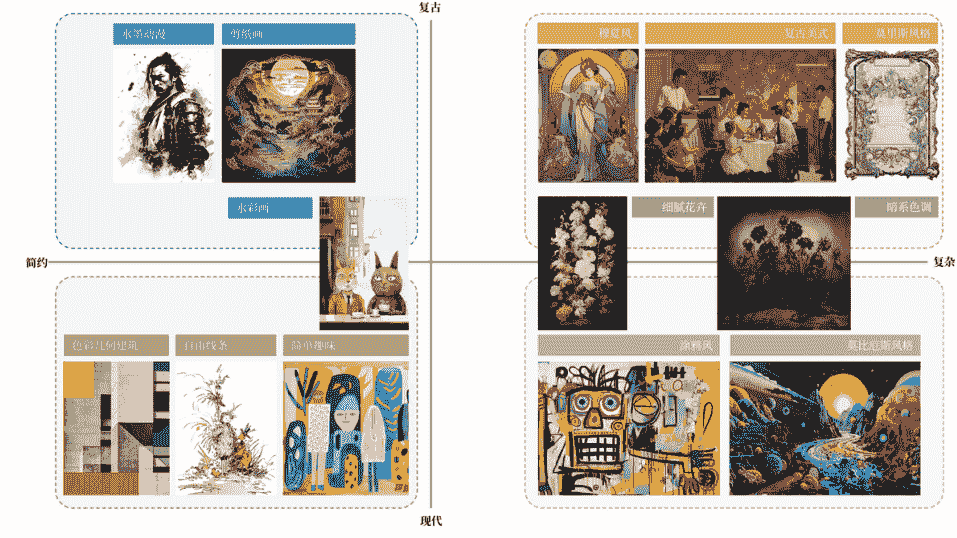 复古
水墨动漫
剪纸画
穆夏风
复古英式
莫里斯风格
水彩画
细腻花卉
暗系色调
简约
复杂
色彩几何建筑
自由线条
简单趣味
涂鸦风
莫比厄斯风格
现代